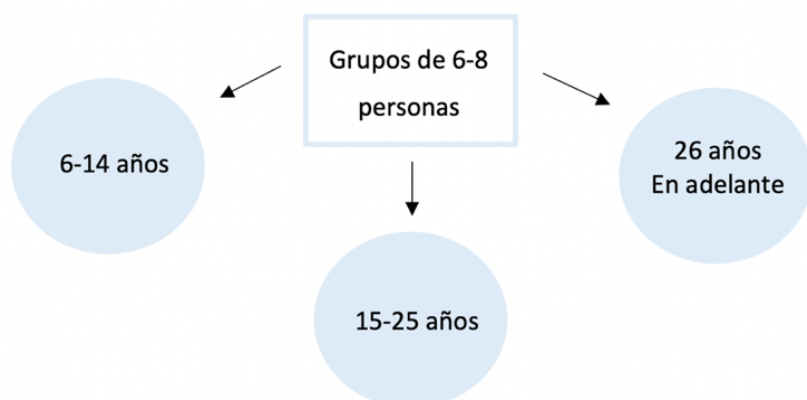 Grupos de 6-8
personas
6-14 años
26 años
En adelante
15-25 años